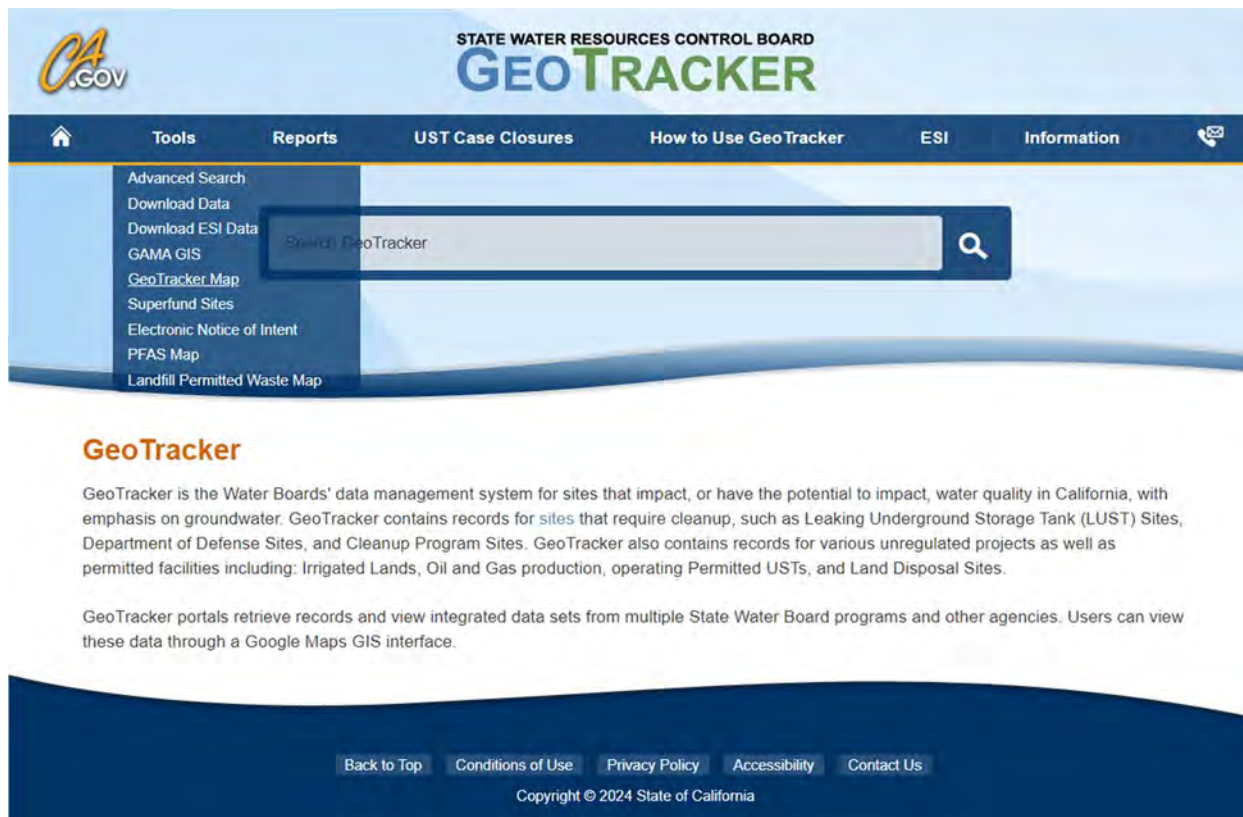 CA.GOV
STATE WATER RESOURCES CONTROL BOARD
GEOTRACKER
Tools Reports UST Case Closures How to Use GeoTracker ESI Information
Advanced Search
Download Data
Download ESI Data
GAMA GIS
Search GeoTracker
GeoTracker Map
Superfund Sites
Electronic Notice of Intent
PFAS Map
Landfill Permitted Waste Map
GeoTracker
GeoTracker is the Water Boards' data management system for sites that impact, or have the potential to impact, water quality in California, with
emphasis on groundwater. GeoTracker contains records for sites that require cleanup, such as Leaking Underground Storage Tank (LUST) Sites,
Department of Defense Sites, and Cleanup Program Sites. GeoTracker also contains records for various unregulated projects as well as
permitted facilities including: Irrigated Lands, Oil and Gas production, operating Permitted USTs, and Land Disposal Sites.
GeoTracker portals retrieve records and view integrated data sets from multiple State Water Board programs and other agencies. Users can view
these data through a Google Maps GIS interface.
Back to Top Conditions of Use Privacy Policy Accessibility Contact Us
Copyright © 2024 State of California